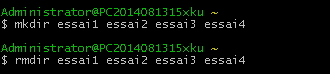 Administrator@PC2014081315xku ~
$ mkdir essai1 essai2 essai3 essai4
Administrator@PC2014081315xku ~
$ rmdir essai1 essai2 essai3 essai4